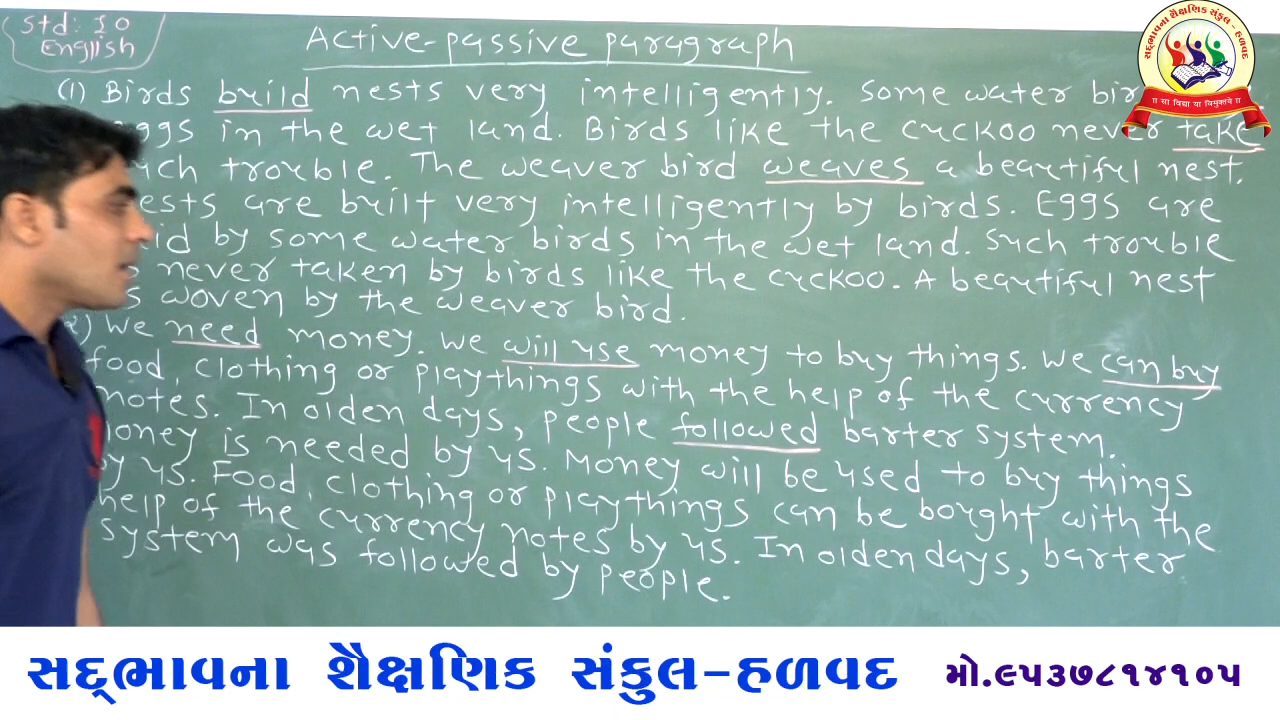 Std: 10
English
Active-passive paragraph
(1) Birds build nests very intelligently. Some water
eggs in the wet land. Birds like the cuckoo never take
trouble. The weaver bird weaves a beautiful nest.
ests are built very intelligently by birds. Eggs are
id by some water birds in the wet land. Such trouble
never taken by birds like the cuckoo. A beautiful nest
s woven by the weaver bird.
2) We need money. We will use money to buy things. We can buy
food, clothing or playthings with the help of the currency
notes. In olden days, people followed barter system.
Money is needed by us. Money will be used to buy things
by us. Food, clothing or playthings can be bought with the
help of the currency notes by us. In olden days, barter
system was followed by people.
સદ્ભાવના શૈક્ષણિક સંકુલ - હળવદ
॥ सा विद्या या विमुक्तये ॥
સદ્ભાવના શૈક્ષણિક સંકુલ-હળવદ મો.૯૫૩૭૮૧૪૧૦૫